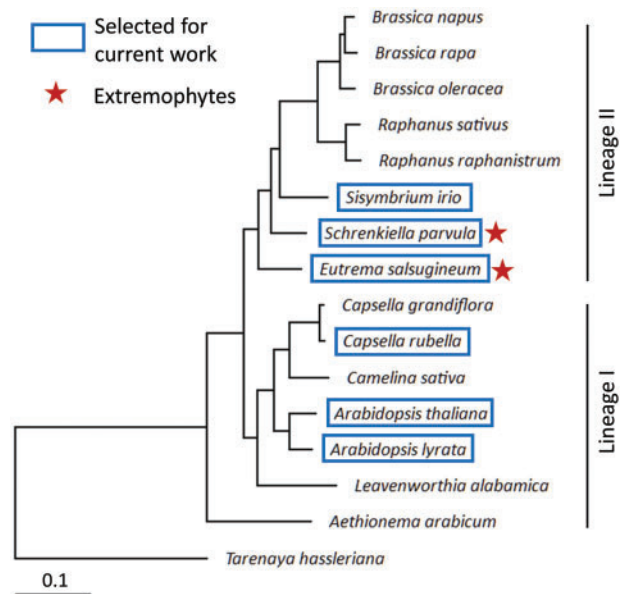 Selected for
current work
Extremophytes
Brassica napus
Brassica rapa
Brassica oleracea
Raphanus sativus
Raphanus raphanistrum
Sisymbrium irio
Schrenkiella parvula
Eutrema salsugineum
Lineage II
Capsella grandiflora
Capsella rubella
Camelina sativa
Arabidopsis thaliana
Arabidopsis lyrata
Leavenworthia alabamica
Aethionema arabicum
Lineage I
Tarenaya hassleriana
0.1